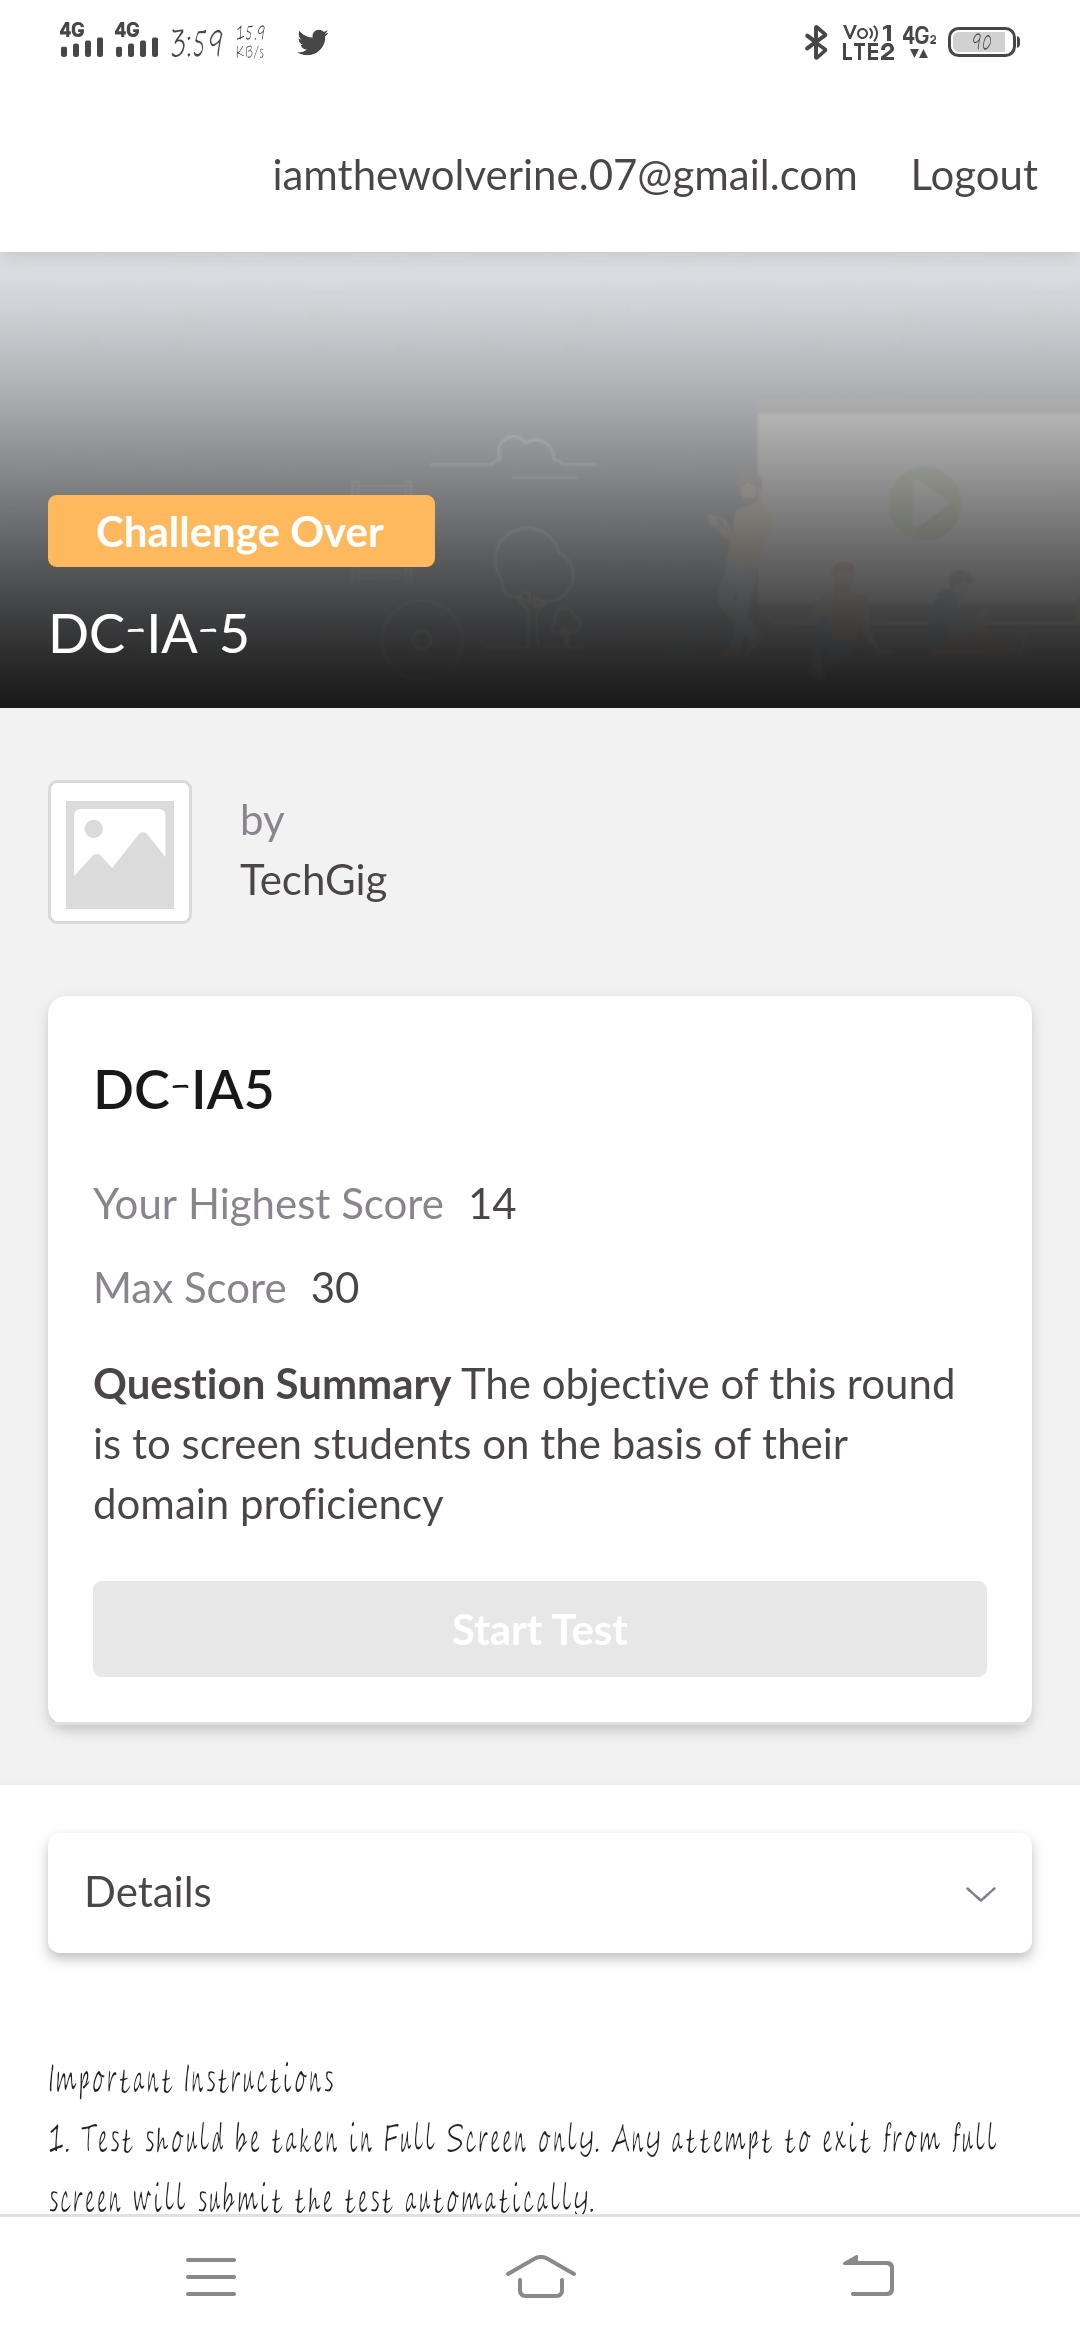 4G 4G 3:59 15.9 KB/s Vo)) 1 LTE2 4G2 90
iamthewolverine.07@gmail.com Logout
Challenge Over
DC-IA-5
by
TechGig
DC-IA5
Your Highest Score 14
Max Score 30
Question Summary The objective of this round
is to screen students on the basis of their
domain proficiency
Start Test
Details
Important Instructions
1. Test should be taken in Full Screen only. Any attempt to exit from full
screen will submit the test automatically.